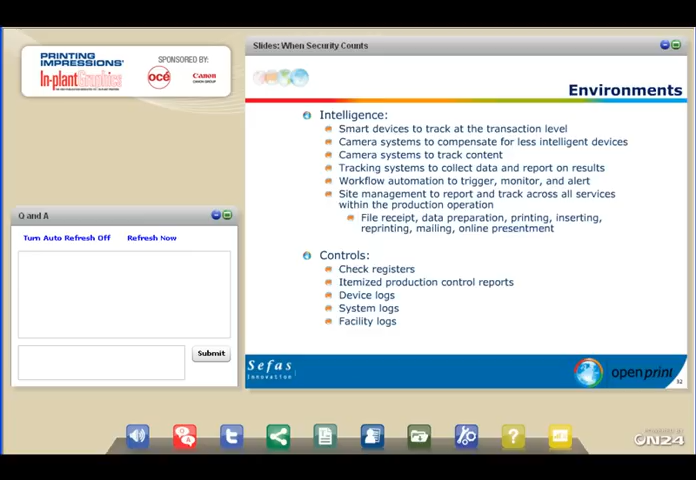 Slides: When Security Counts
PRINTING
IMPRESSIONS
In-plantGraphics
SPONSORED BY:
océ
Canon
CANON GROUP
Environments
Intelligence:
Smart devices to track at the transaction level
Camera systems to compensate for less intelligent devices
Camera systems to track content
Tracking systems to collect data and report on results
Workflow automation to trigger, monitor, and alert
Site management to report and track across all services
within the production operation
File receipt, data preparation, printing, inserting,
reprinting, mailing, online presentment
Controls:
Check registers
Itemized production control reports
Device logs
System logs
Facility logs
Sefas
Innovation
open print
32
Q and A
Turn Auto Refresh Off
Refresh Now
Submit
POWERED BY
ON24